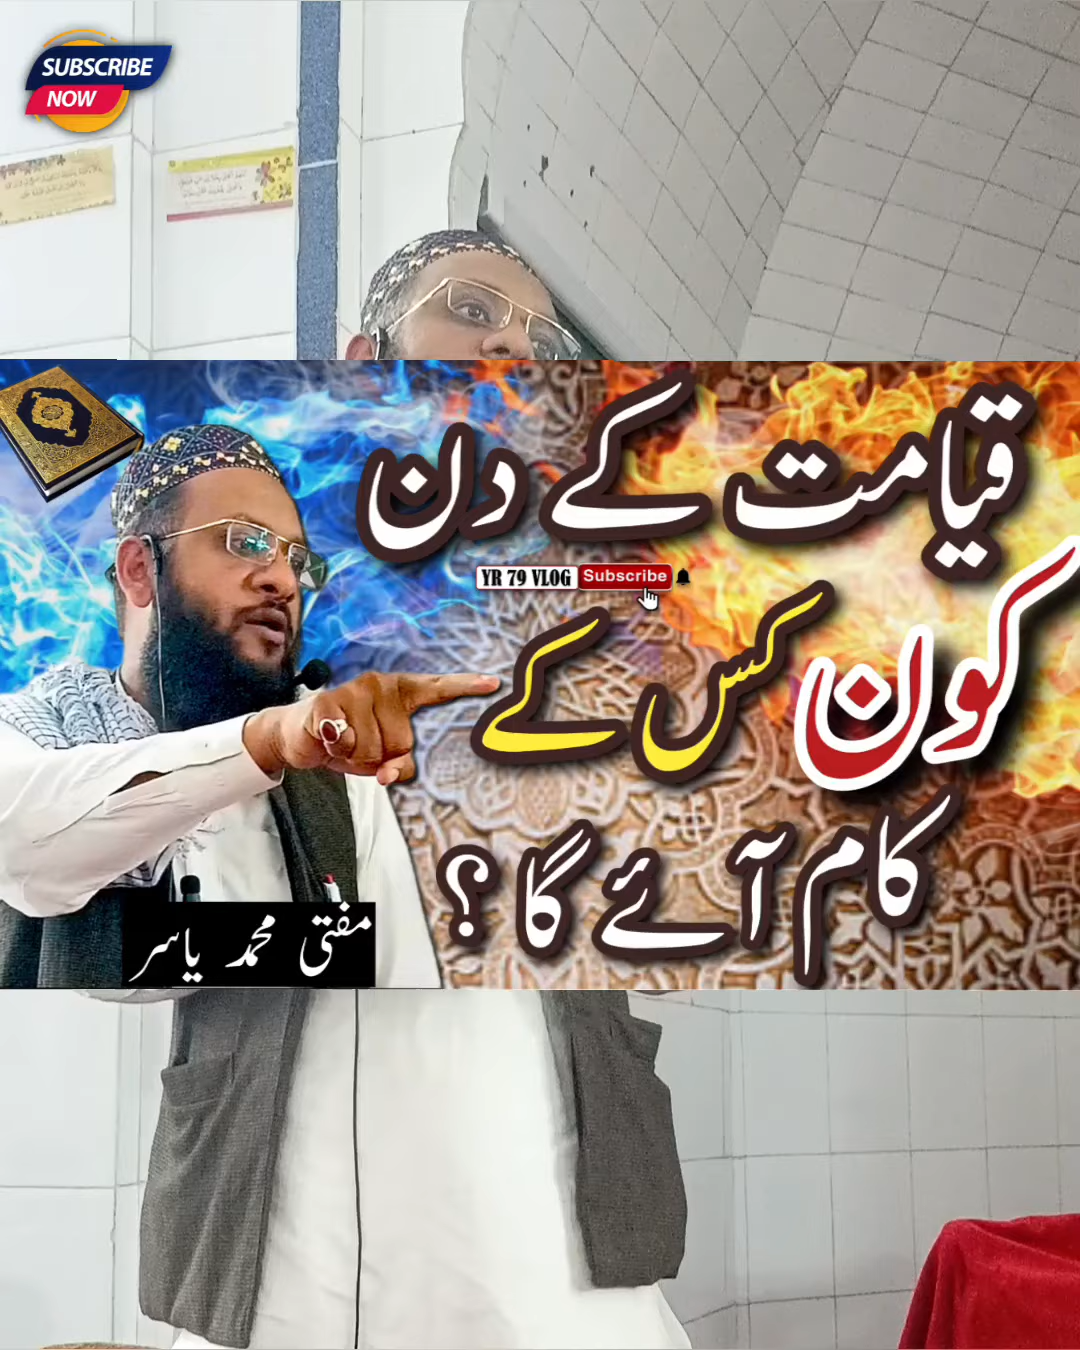 SUBSCRIBE
NOW
قیامت کے دن
YR 79 VLOG Subscribe
کون کس کے
کام آئے گا ؟
مفتی محمد یاسر